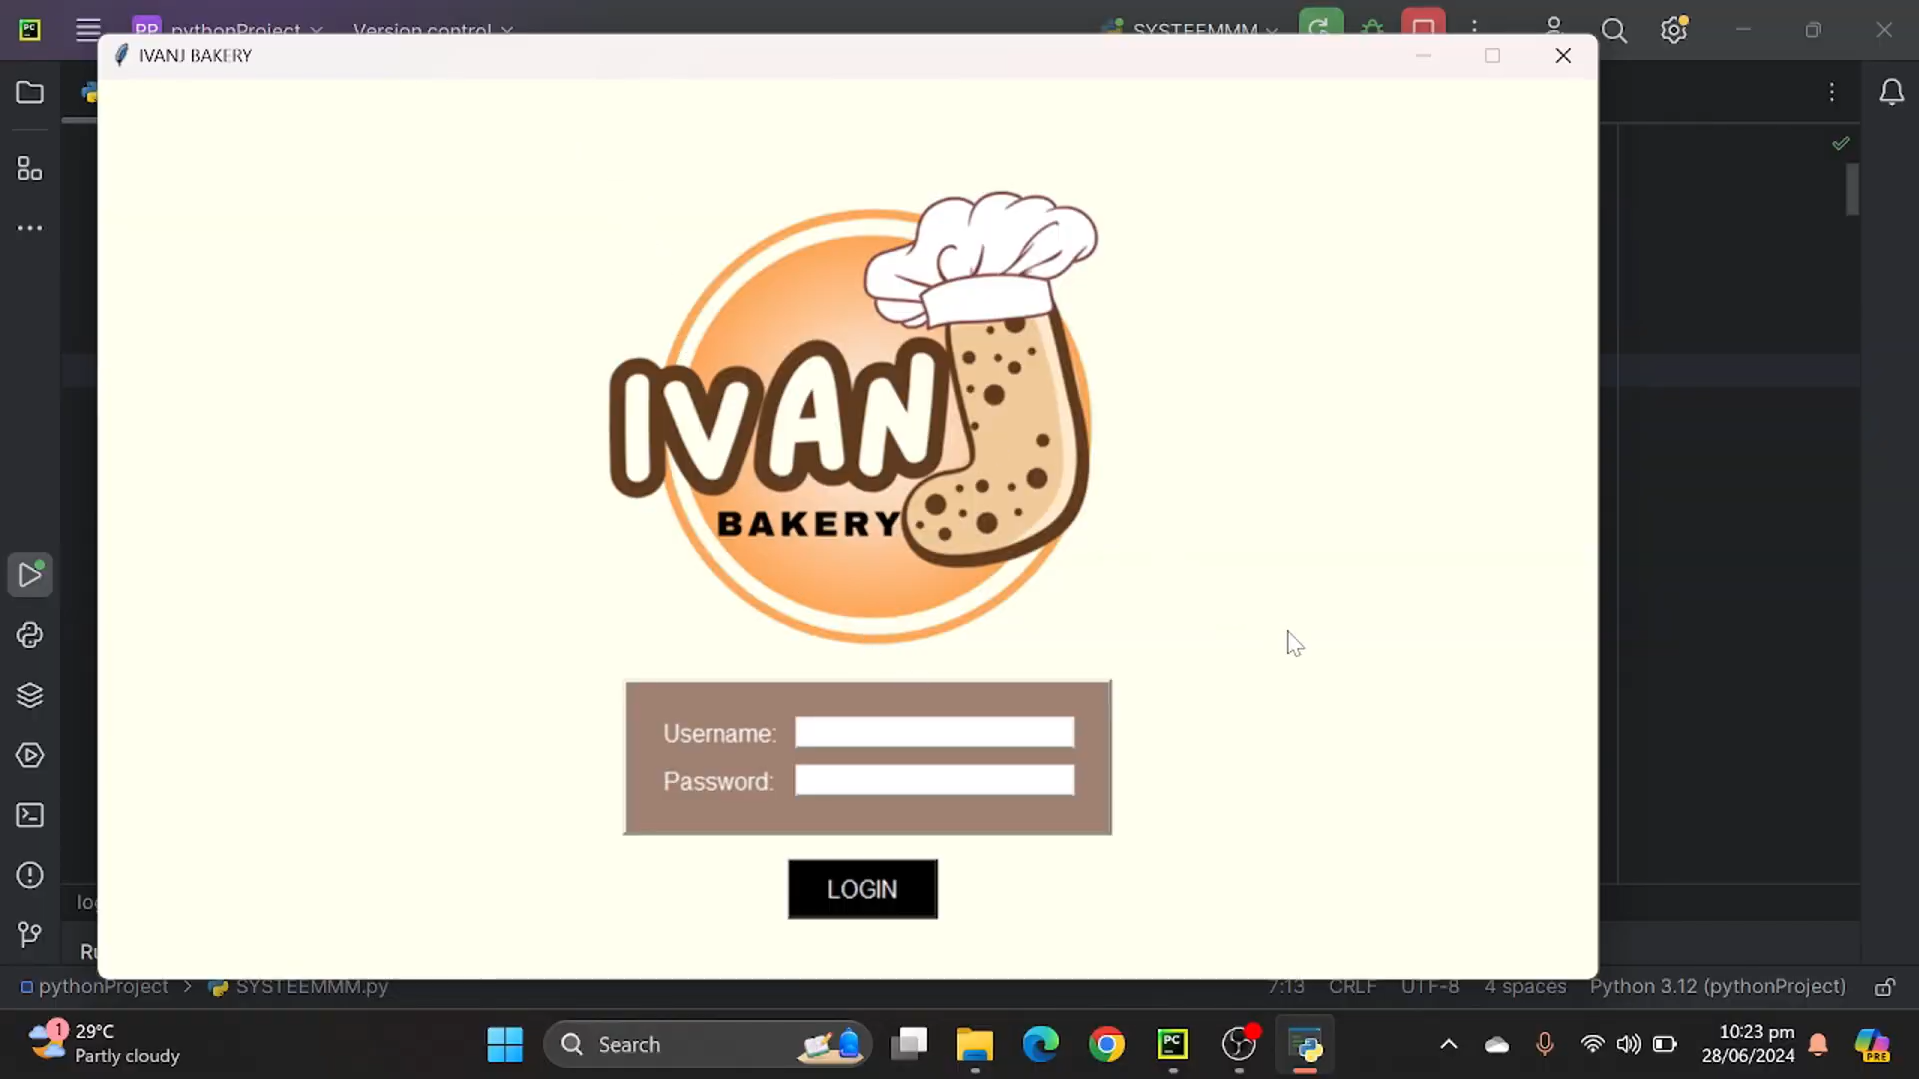 PC
PP pythonProject
Version control
SYSTEEMMM
IVANJ BAKERY
IVANJ
BAKERY
Username:
Password:
LOGIN
pythonProject > SYSTEEMMM.py
7:13 CRLF UTF-8 4 spaces Python 3.12 (pythonProject)
1
29°C
Partly cloudy
Search
PC
10:23 pm
28/06/2024
PRE